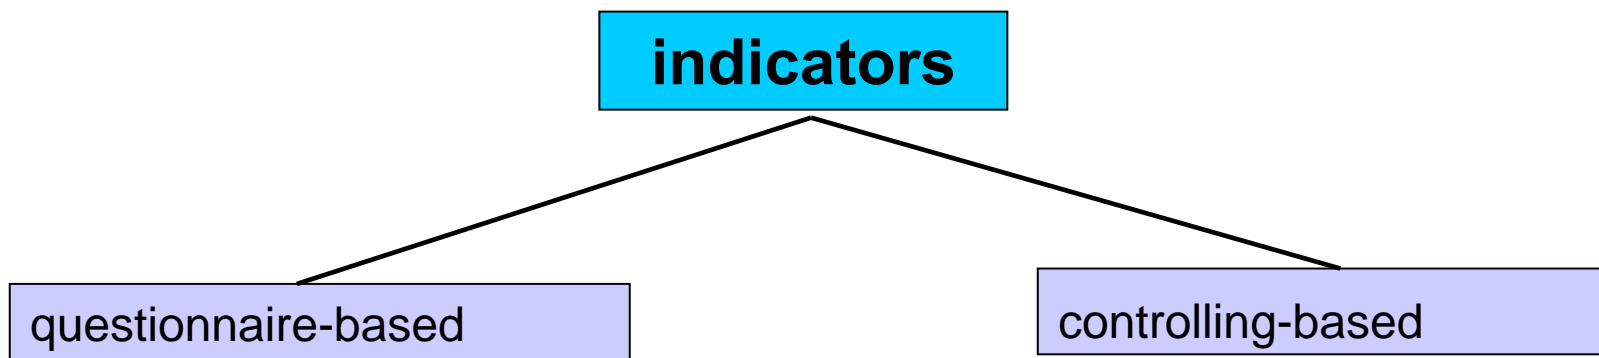 indicators
questionnaire-based
controlling-based